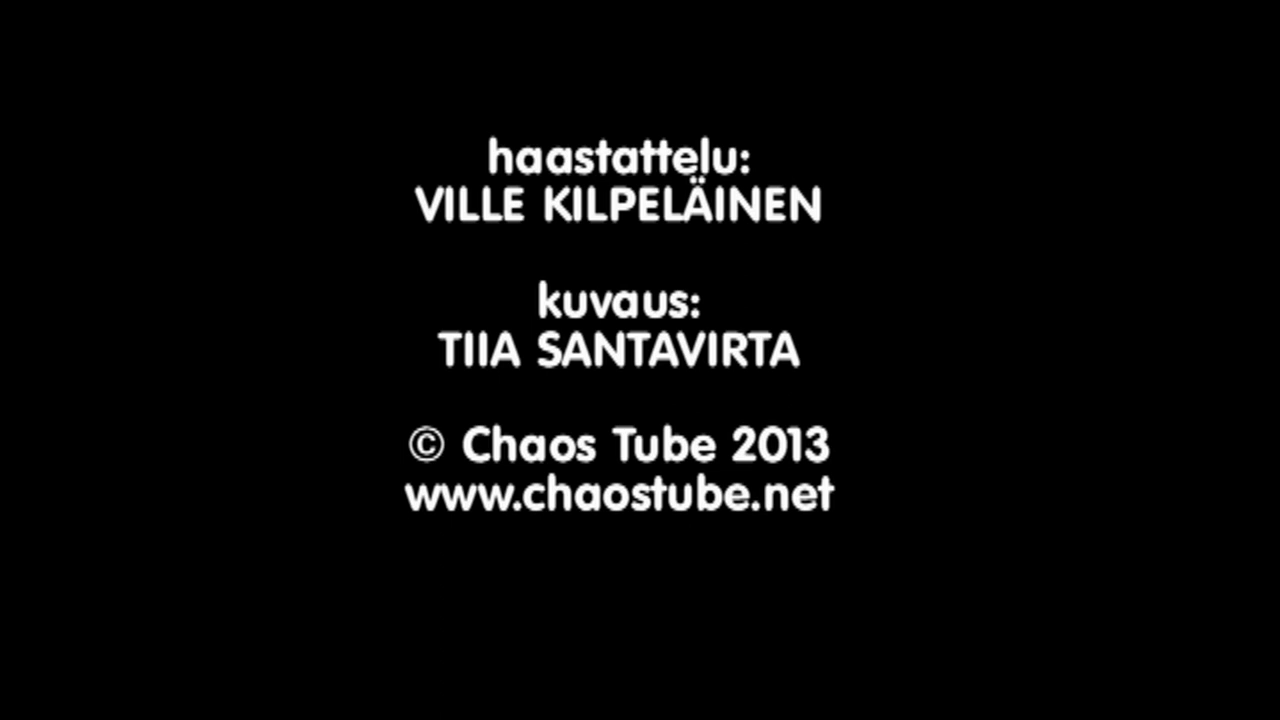 haastattelu:
VILLE KILPELÄINEN
kuvaus:
TIIA SANTAVIRTA
© Chaos Tube 2013
www.chaostube.net